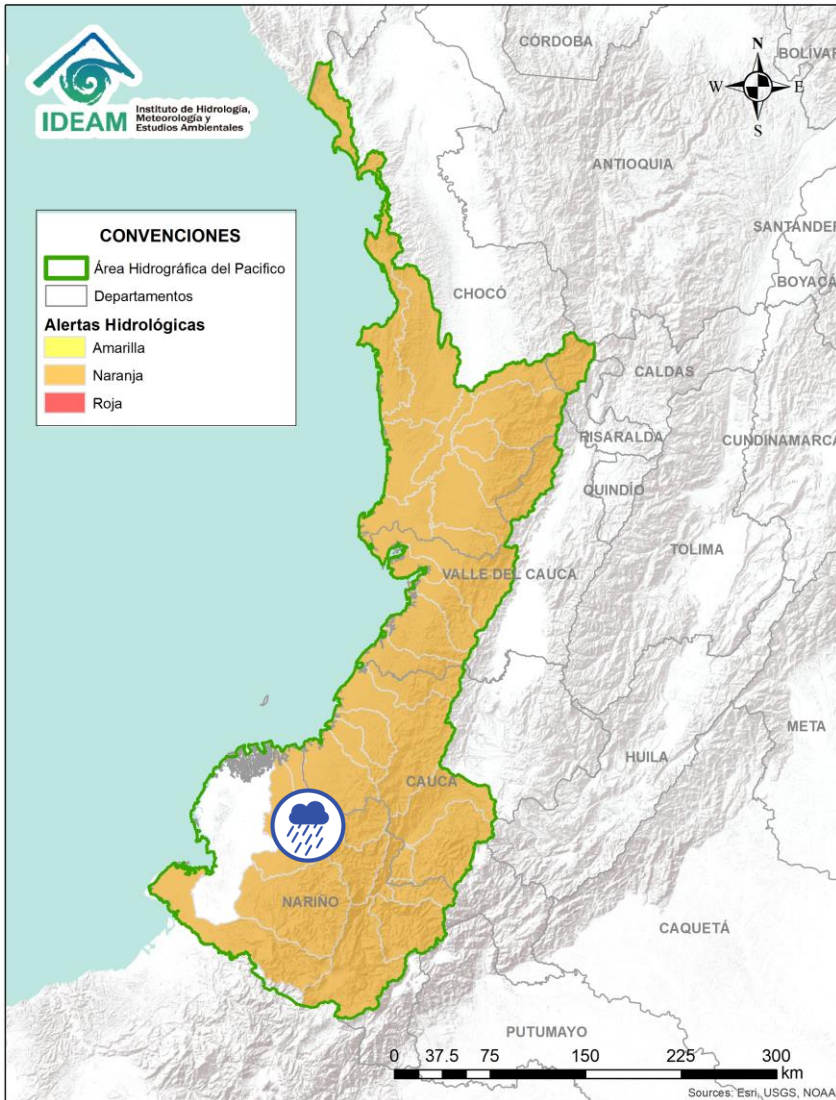 IDEAM
Instituto de Hidrología,
Meteorología y
Estudios Ambientales
CÓRDOBA
BOLÍVAR
N
W
E
S
ANTIOQUIA
SANTANDER
BOYACÁ
CONVENCIONES
Área Hidrográfica del Pacifico
Departamentos
Alertas Hidrológicas
Amarilla
Naranja
Roja
CHOCÓ
CALDAS
RISARALDA
CUNDINAMARCA
QUINDÍO
TOLIMA
VALLE DEL CAUCA
META
HUILA
CAUCA
NARIÑO
CAQUETÁ
PUTUMAYO
0 37.5 75 150 225 300
km
Sources: Esri, USGS, NOAA